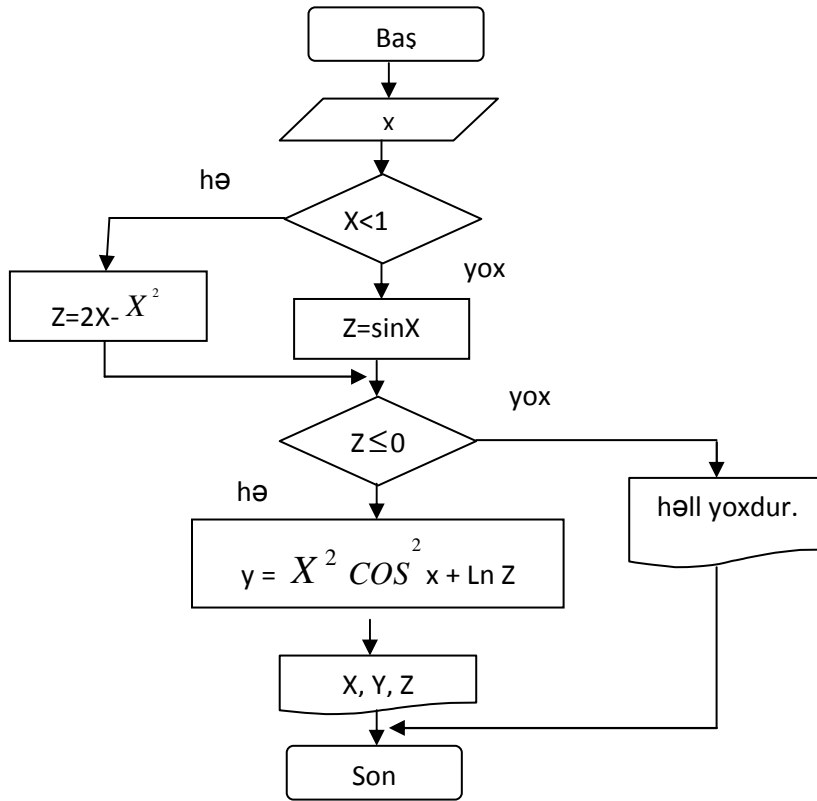 Baş
x
hə
X<1
yox
Z=2X- X²
Z=sinX
yox
Z≤0
hə
həll yoxdur.
y = X² COS² x + Ln Z
X, Y, Z
Son